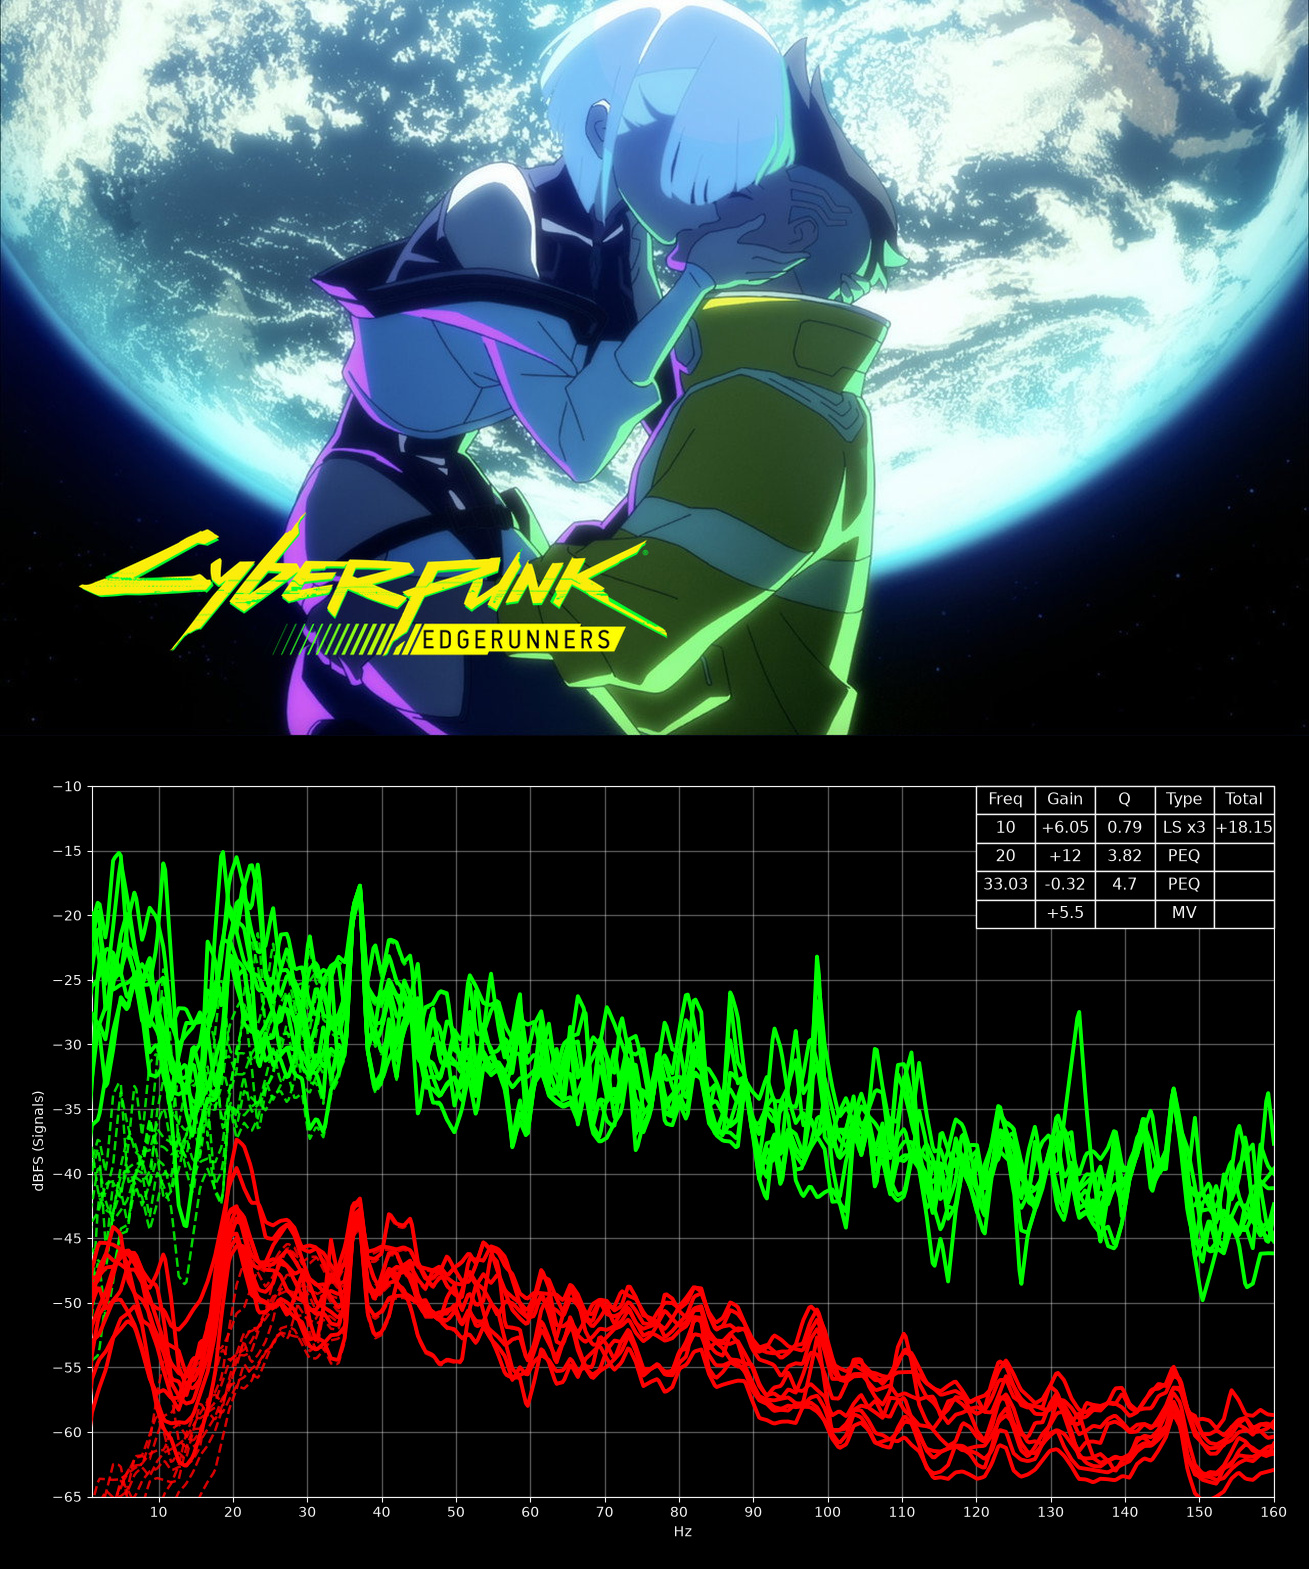 CYBERPUNK
EDGERUNNERS
Freq Gain Q Type Total
10 +6.05 0.79 LS x3 +18.15
20 +12 3.82 PEQ
33.03 -0.32 4.7 PEQ
+5.5 MV
−10
−15
−20
−25
−30
−35
−40
−45
−50
−55
−60
−65
dBFS (Signals)
10 20 30 40 50 60 70 80 90 100 110 120 130 140 150 160
Hz